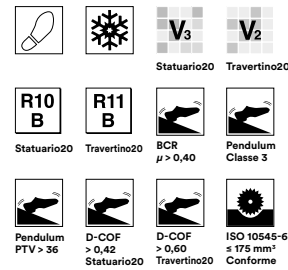 V3
V2
Statuario20
Travertino20
R10
B
R11
B
Statuario20
Travertino20
BCR
µ > 0,40
Pendulum
Classe 3
Pendulum
PTV > 36
D-COF
> 0,42
Statuario20
D-COF
> 0,60
Travertino20
ISO 10545-6
≤ 175 mm³
Conforme